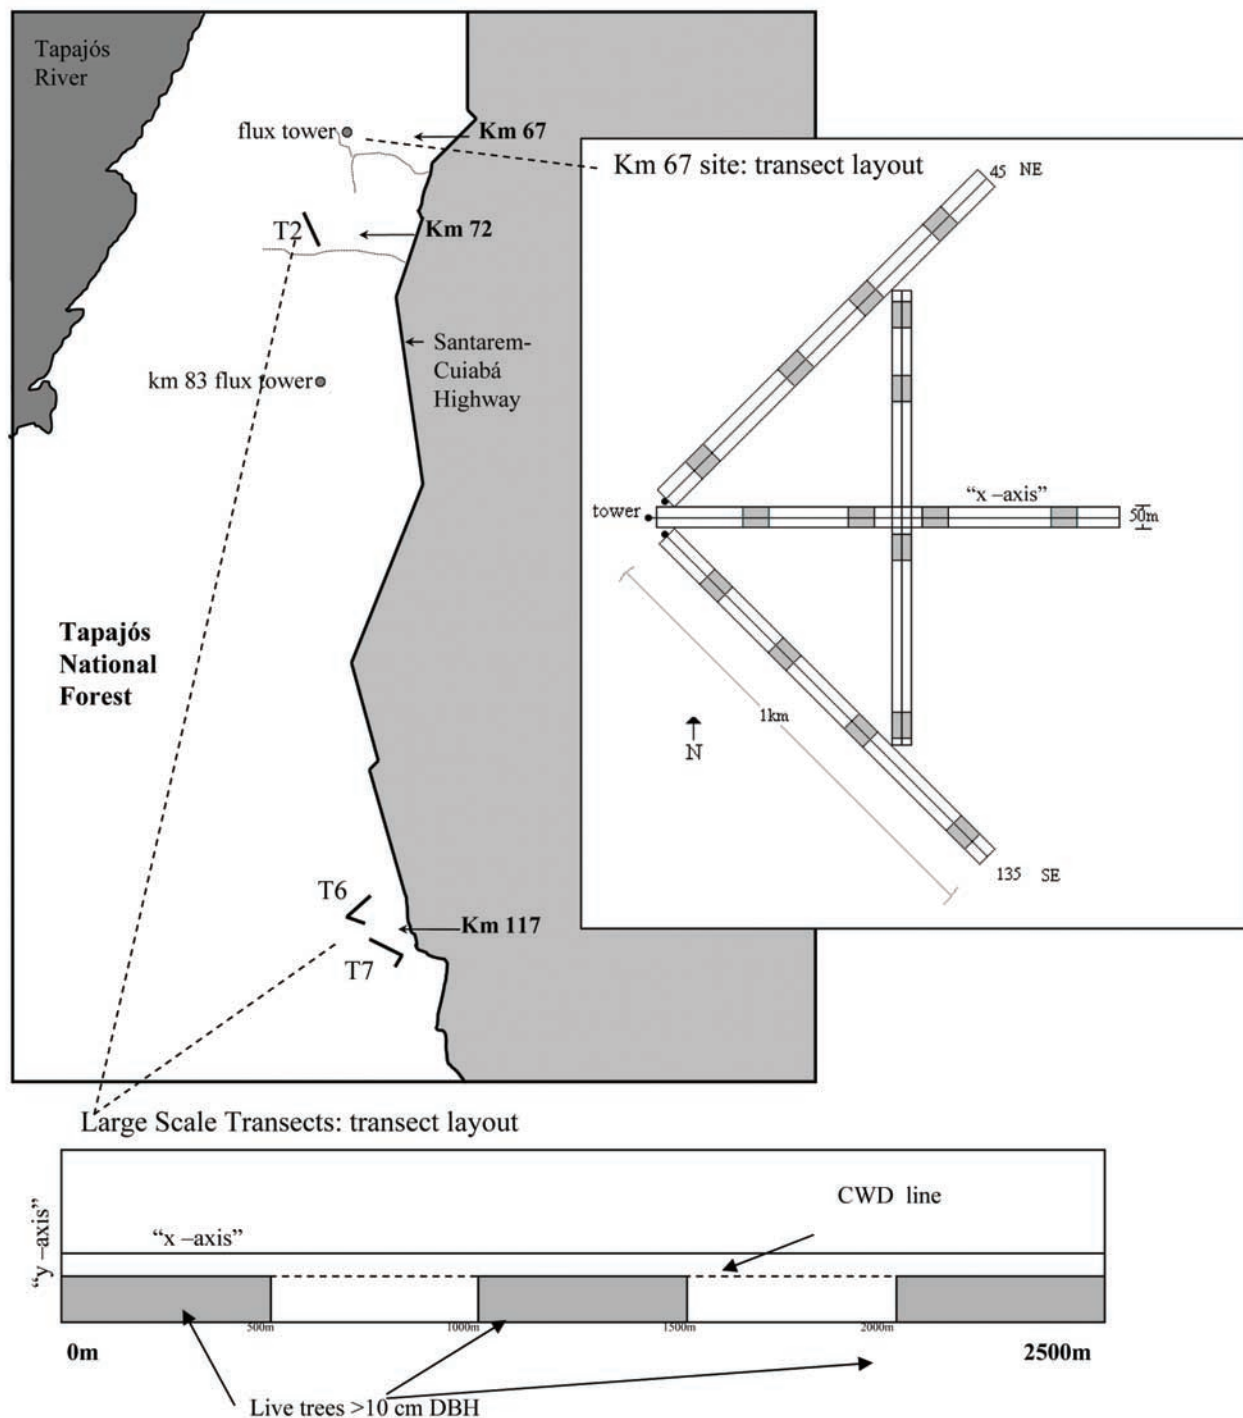 Tapajós
River
flux tower
Km 67
T2
Km 72
Santarem-
Cuiabá
Highway
km 83 flux tower
Tapajós
National
Forest
T6
Km 117
T7
Km 67 site: transect layout
45 NE
"x –axis"
tower
50m
1km
N
135 SE
Large Scale Transects: transect layout
CWD line
"x –axis"
"y –axis"
500m
1000m
1500m
2000m
0m
2500m
Live trees >10 cm DBH